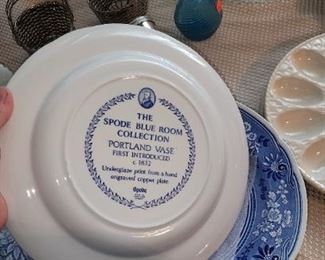 THE
SPODE BLUE ROOM
COLLECTION
'PORTLAND VASE'
FIRST INTRODUCED
c. 1832
Underglaze print from a hand
engraved copper plate
Spode